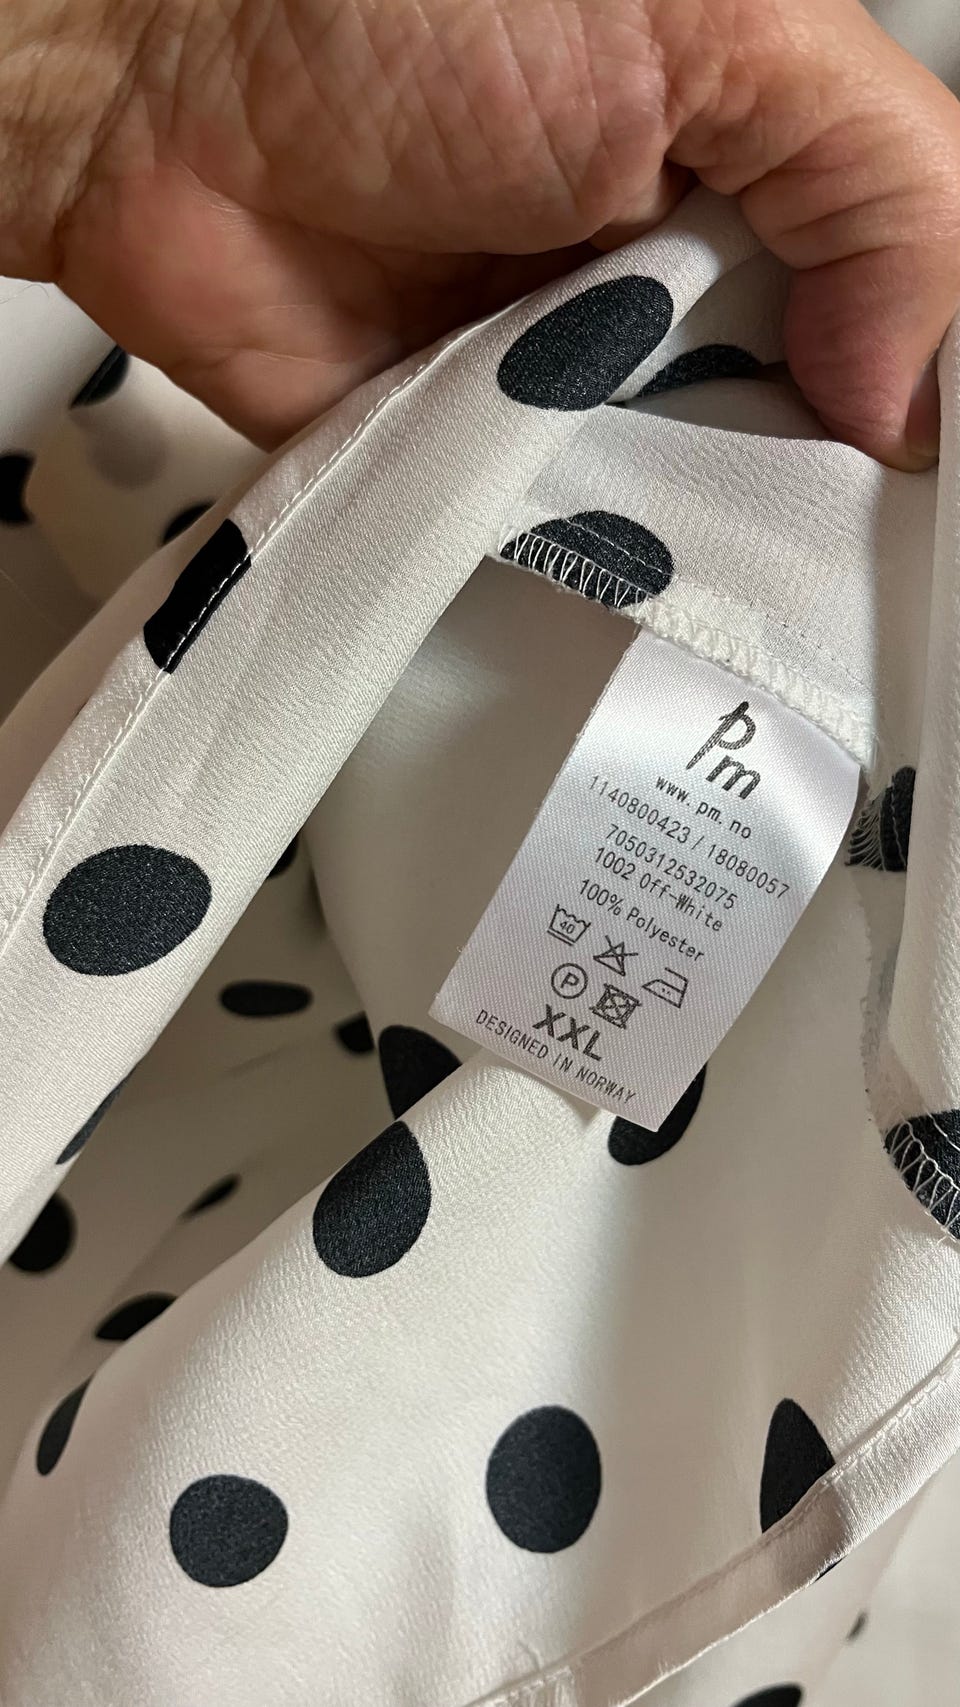 Pm
www.pm.no
1140800423 / 18080057
7050312532075
1002 Off-White
100% Polyester
40
P
XXL
DESIGNED IN NORWAY